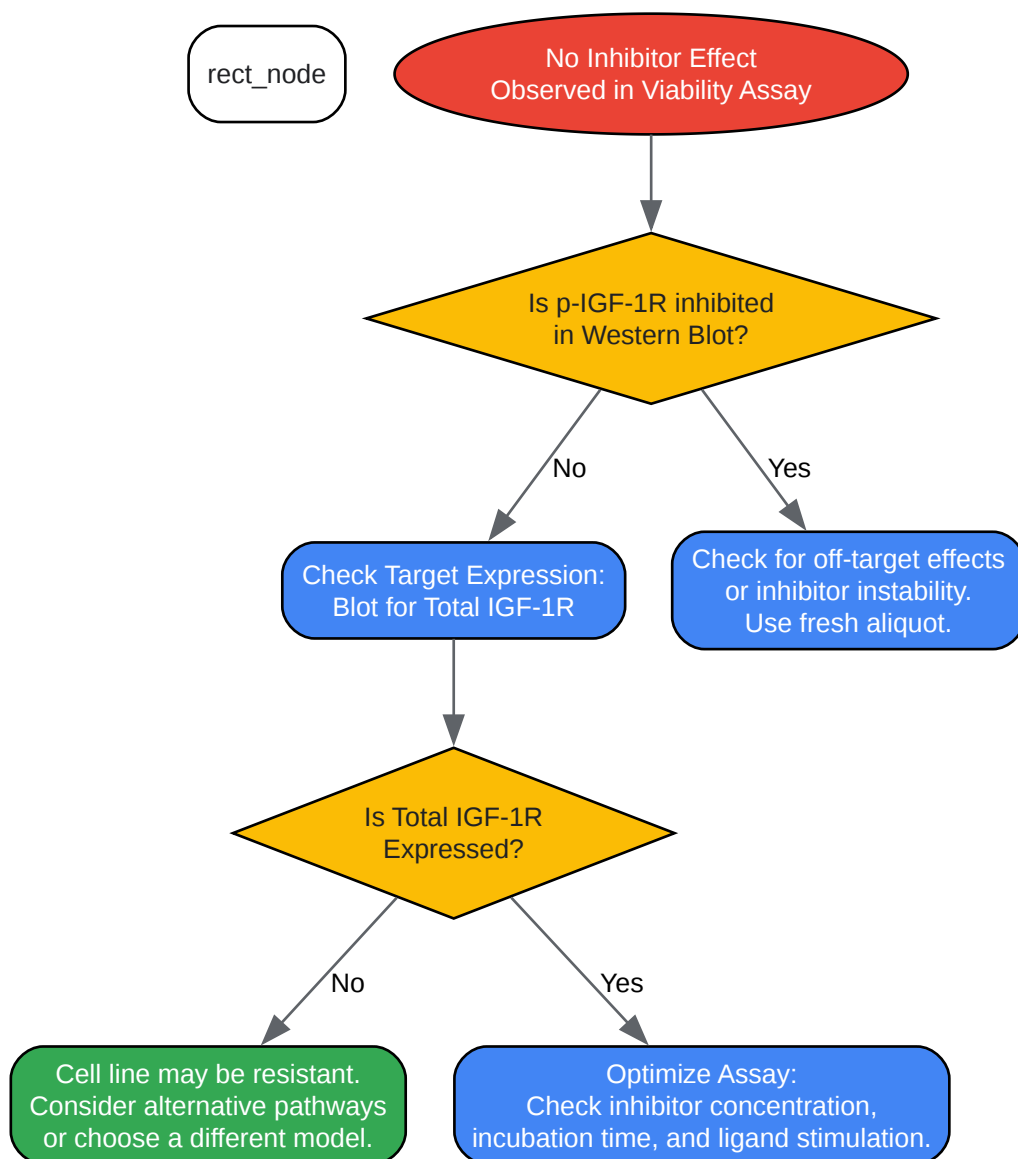 rect_node
No Inhibitor Effect
Observed in Viability Assay
Is p-IGF-1R inhibited
in Western Blot?
No
Yes
Check Target Expression:
Blot for Total IGF-1R
Check for off-target effects
or inhibitor instability.
Use fresh aliquot.
Is Total IGF-1R
Expressed?
No
Yes
Cell line may be resistant.
Consider alternative pathways
or choose a different model.
Optimize Assay:
Check inhibitor concentration,
incubation time, and ligand stimulation.